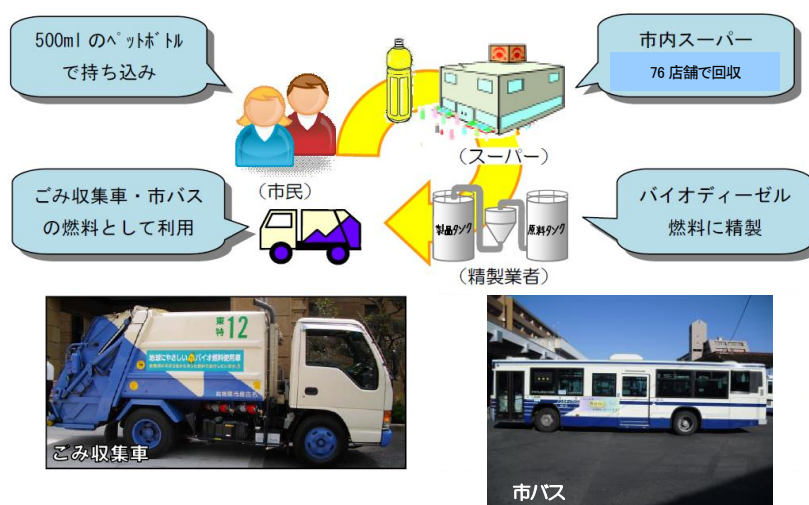 500ml のﾍﾟｯﾄﾎﾞﾄﾙ
で持ち込み
市内スーパー
76 店舗で回収
（スーパー）
（市民）
ごみ収集車・市バス
の燃料として利用
製品タンク
原料タンク
バイオディーゼル
燃料に精製
（精製業者）
東
特 12
地球にやさしい バイオ燃料使用車
ごみ収集車
市バス